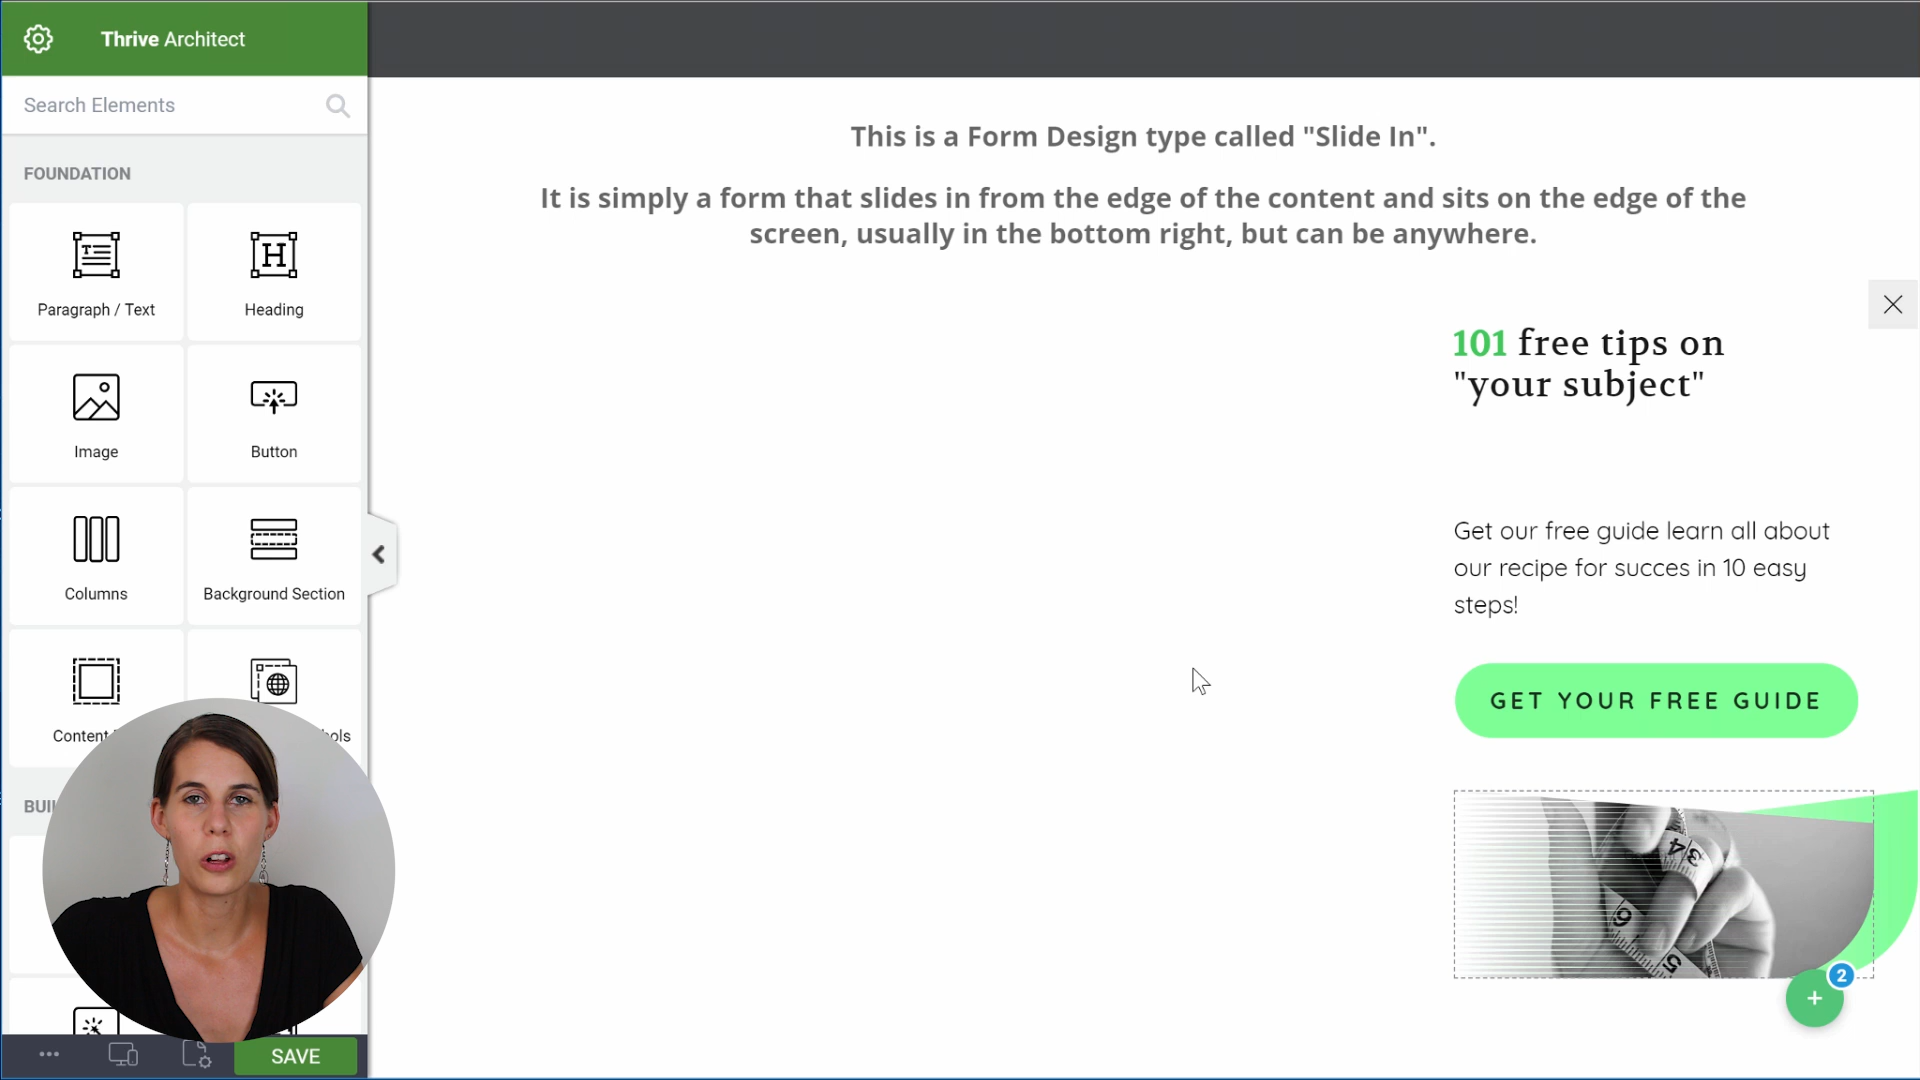 Thrive Architect
Search Elements
FOUNDATION
Paragraph / Text
Heading
Image
Button
Columns
Background Section
Content
SAVE
This is a Form Design type called "Slide In".
It is simply a form that slides in from the edge of the content and sits on the edge of the
screen, usually in the bottom right, but can be anywhere.
101 free tips on
"your subject"
Get our free guide learn all about
our recipe for succes in 10 easy
steps!
GET YOUR FREE GUIDE
34
6
5
2